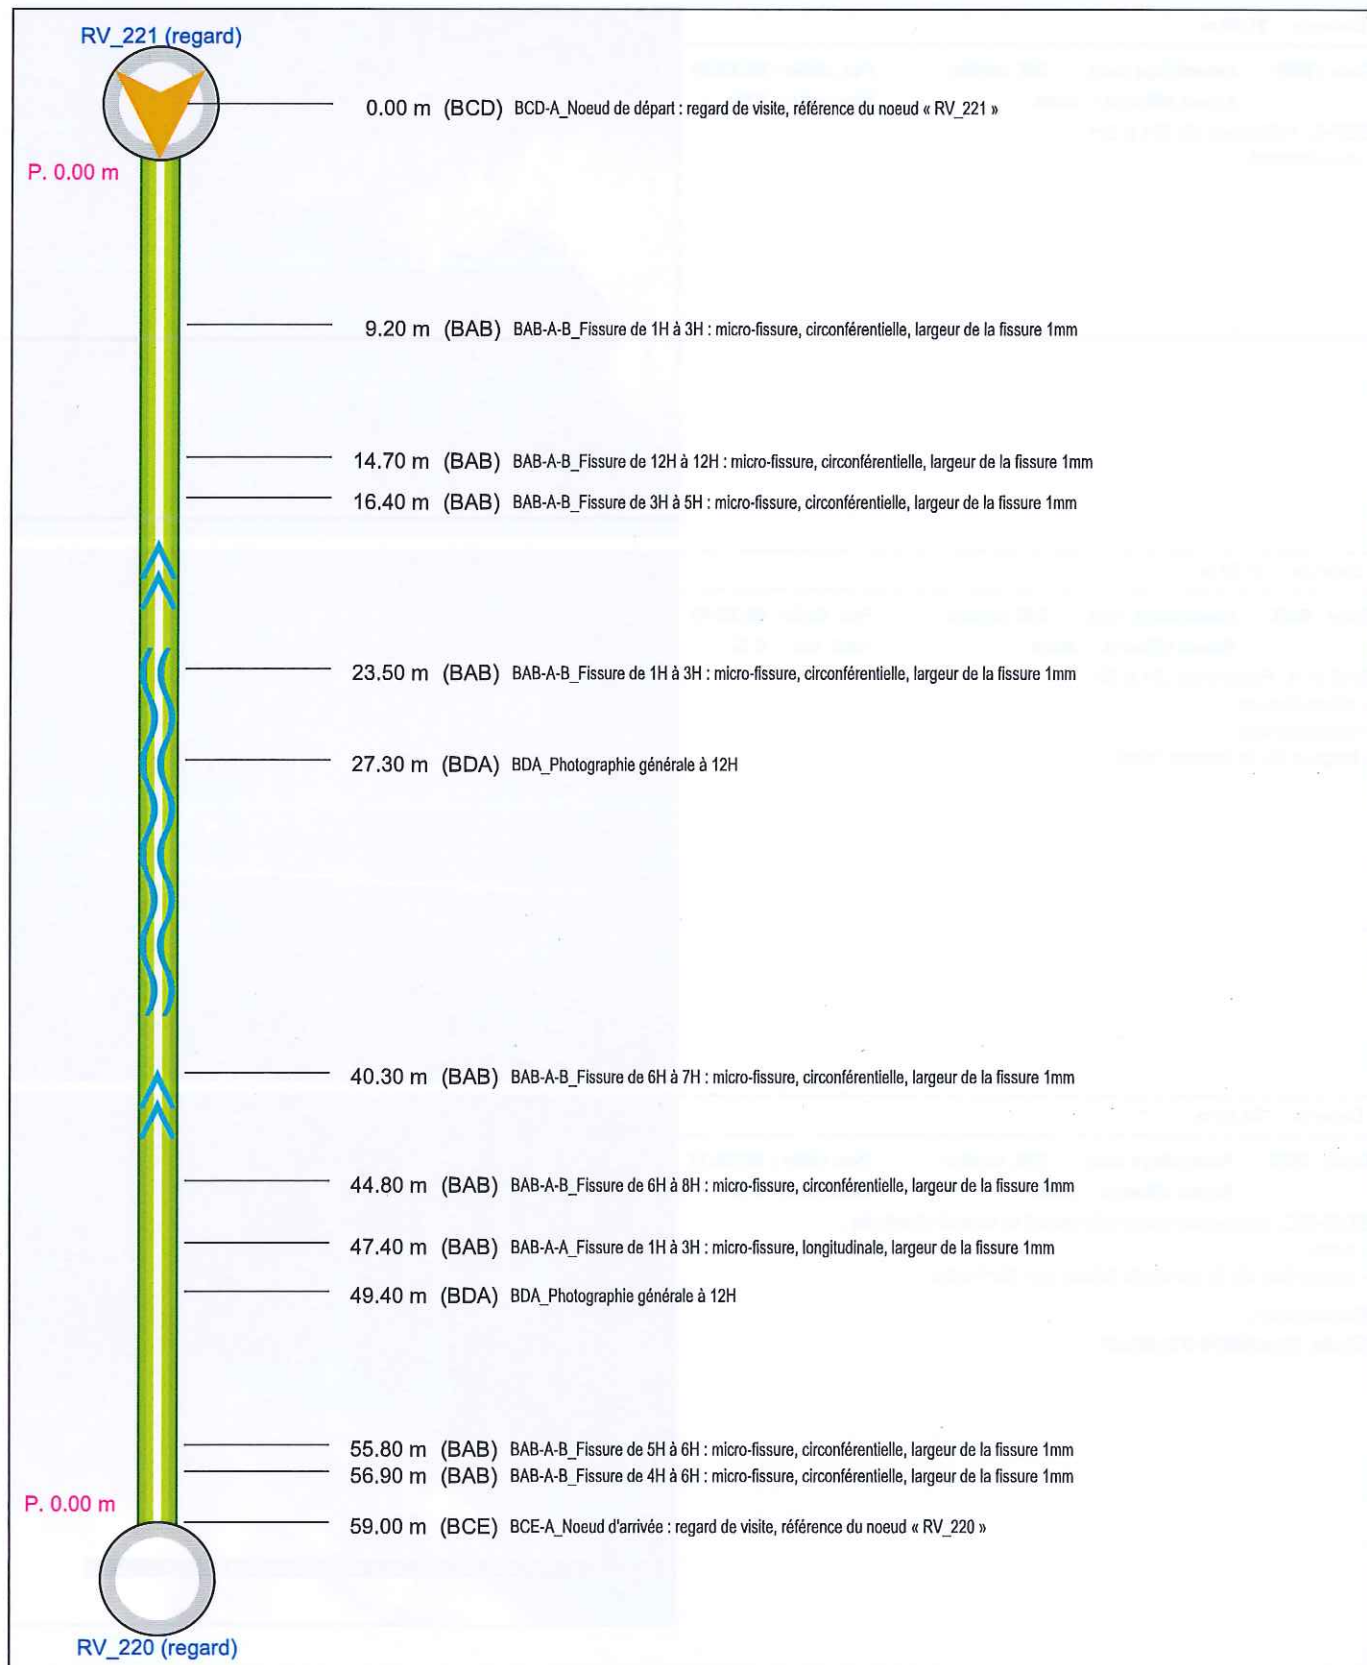 RV_221 (regard)
0.00 m (BCD) BCD-A_Noeud de départ : regard de visite, référence du noeud « RV_221 »
P. 0.00 m
9.20 m (BAB) BAB-A-B_Fissure de 1H à 3H : micro-fissure, circonférentielle, largeur de la fissure 1mm
14.70 m (BAB) BAB-A-B_Fissure de 12H à 12H : micro-fissure, circonférentielle, largeur de la fissure 1mm
16.40 m (BAB) BAB-A-B_Fissure de 3H à 5H : micro-fissure, circonférentielle, largeur de la fissure 1mm
23.50 m (BAB) BAB-A-B_Fissure de 1H à 3H : micro-fissure, circonférentielle, largeur de la fissure 1mm
27.30 m (BDA) BDA_Photographie générale à 12H
40.30 m (BAB) BAB-A-B_Fissure de 6H à 7H : micro-fissure, circonférentielle, largeur de la fissure 1mm
44.80 m (BAB) BAB-A-B_Fissure de 6H à 8H : micro-fissure, circonférentielle, largeur de la fissure 1mm
47.40 m (BAB) BAB-A-A_Fissure de 1H à 3H : micro-fissure, longitudinale, largeur de la fissure 1mm
49.40 m (BDA) BDA_Photographie générale à 12H
55.80 m (BAB) BAB-A-B_Fissure de 5H à 6H : micro-fissure, circonférentielle, largeur de la fissure 1mm
56.90 m (BAB) BAB-A-B_Fissure de 4H à 6H : micro-fissure, circonférentielle, largeur de la fissure 1mm
P. 0.00 m
59.00 m (BCE) BCE-A_Noeud d'arrivée : regard de visite, référence du noeud « RV_220 »
RV_220 (regard)